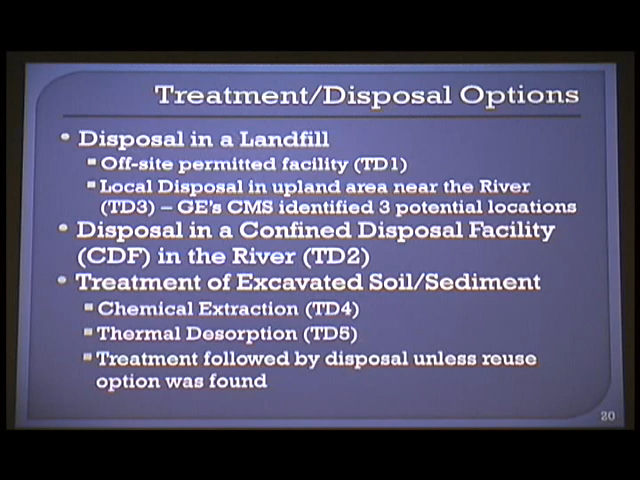 Treatment/Disposal Options
• Disposal in a Landfill
▪ Off-site permitted facility (TD1)
▪ Local Disposal in upland area near the River
(TD3) – GE's CMS identified 3 potential locations
• Disposal in a Confined Disposal Facility
(CDF) in the River (TD2)
• Treatment of Excavated Soil/Sediment
▪ Chemical Extraction (TD4)
▪ Thermal Desorption (TD5)
▪ Treatment followed by disposal unless reuse
option was found
20